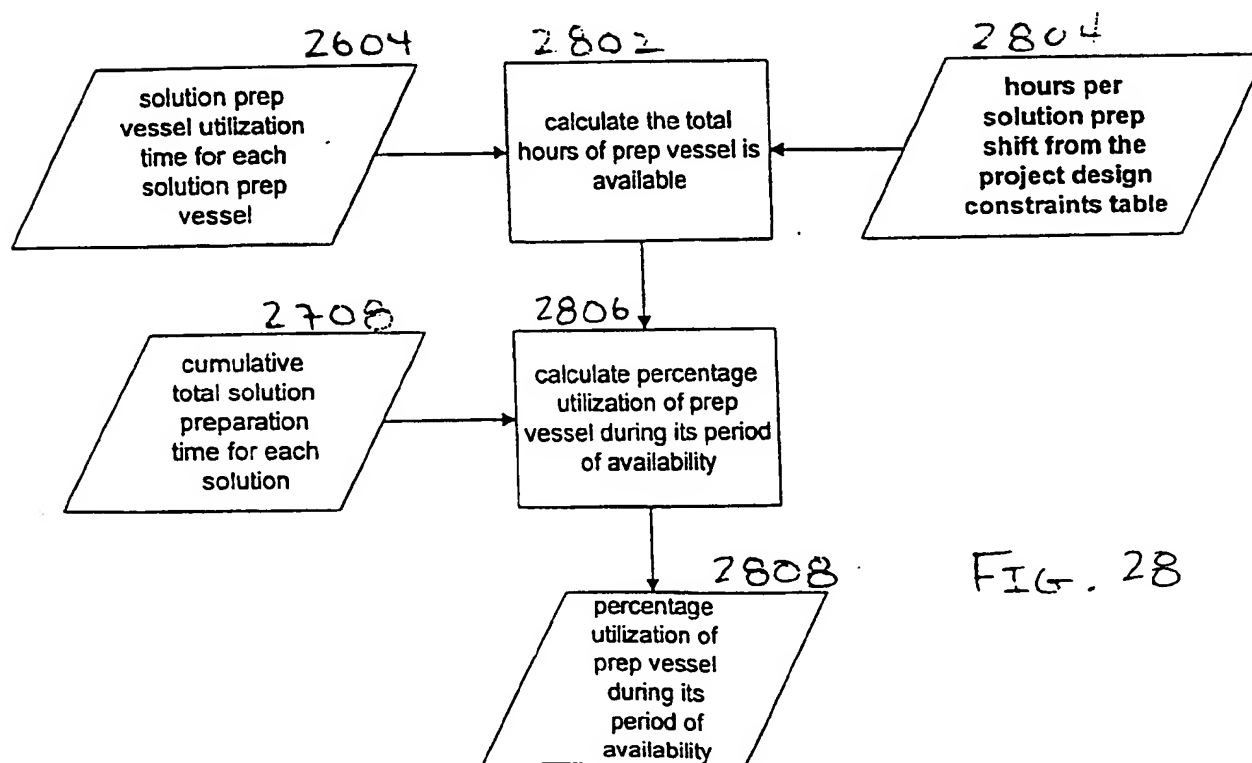 2604
2802
2804
solution prep
vessel utilization
time for each
solution prep
vessel
calculate the total
hours of prep vessel is
available
hours per
solution prep
shift from the
project design
constraints table
2708
2806
cumulative
total solution
preparation
time for each
solution
calculate percentage
utilization of prep
vessel during its period
of availability
2808
FIG. 28
percentage
utilization of
prep vessel
during its
period of
availability